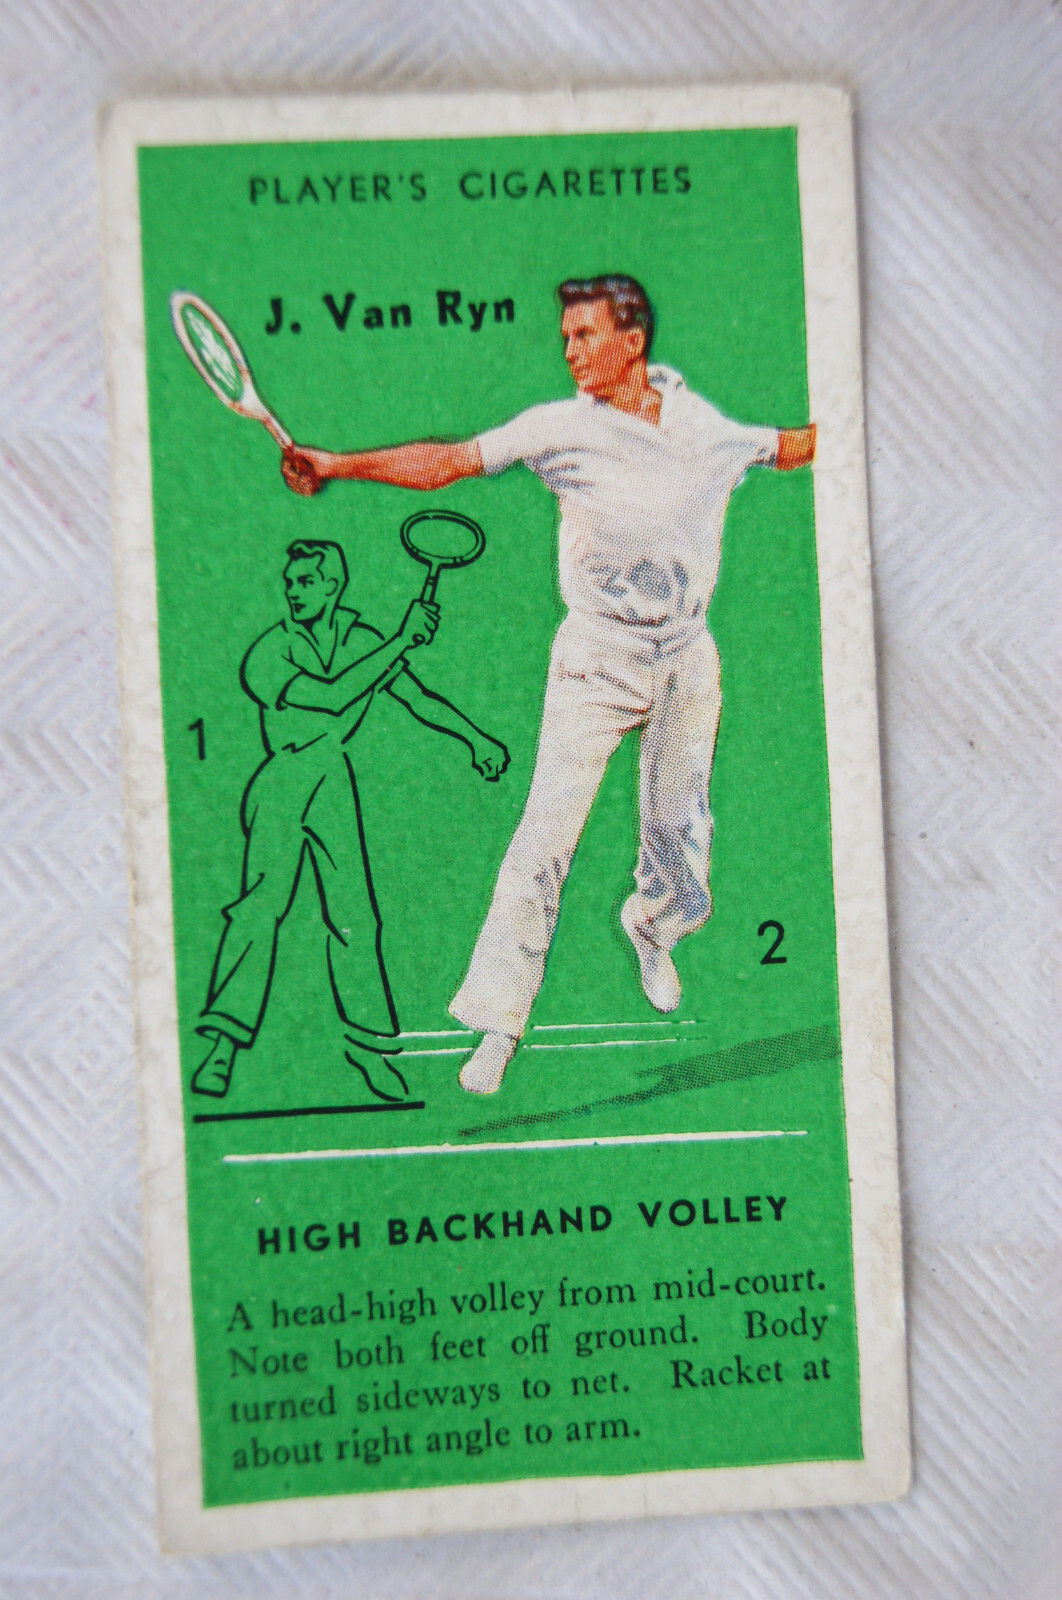 PLAYER'S CIGARETTES
J. Van Ryn
1
2
HIGH BACKHAND VOLLEY
A head-high volley from mid-court.
Note both feet off ground. Body
turned sideways to net. Racket at
about right angle to arm.